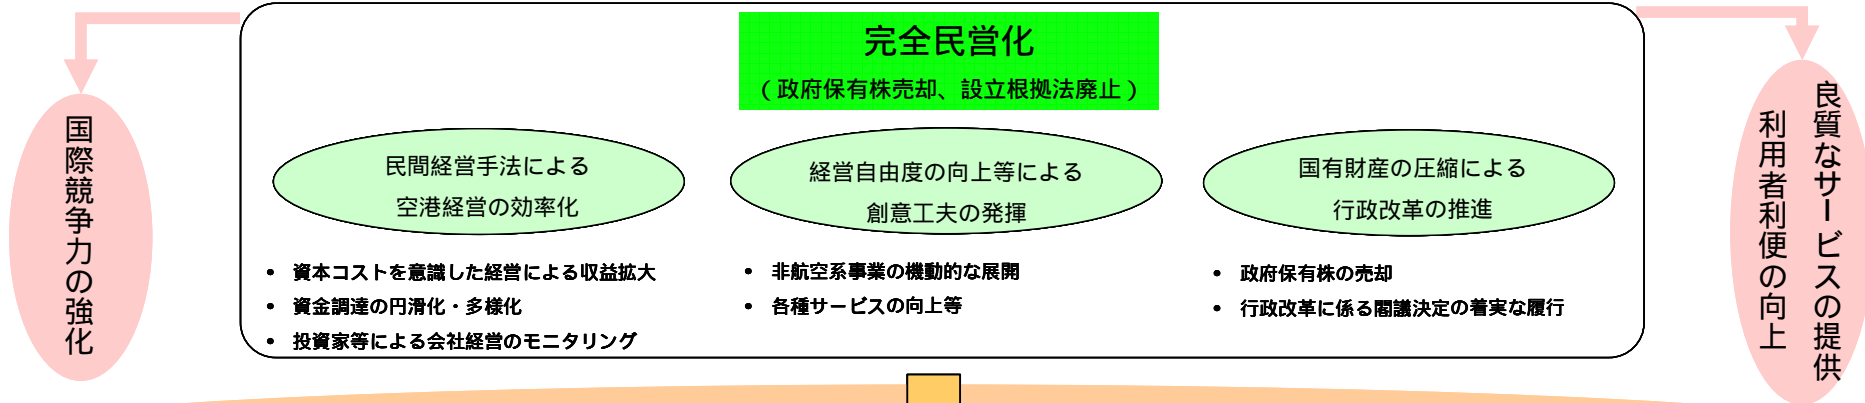 完全民営化
（政府保有株売却、設立根拠法廃止）
国際競争力の強化
民間経営手法による
空港経営の効率化
• 資本コストを意識した経営による収益拡大
• 資金調達の円滑化・多様化
• 投資家等による会社経営のモニタリング
経営自由度の向上等による
創意工夫の発揮
• 非航空系事業の機動的な展開
• 各種サービスの向上等
国有財産の圧縮による
行政改革の推進
• 政府保有株の売却
• 行政改革に係る閣議決定の着実な履行
良質なサービスの提供
利用者利便の向上